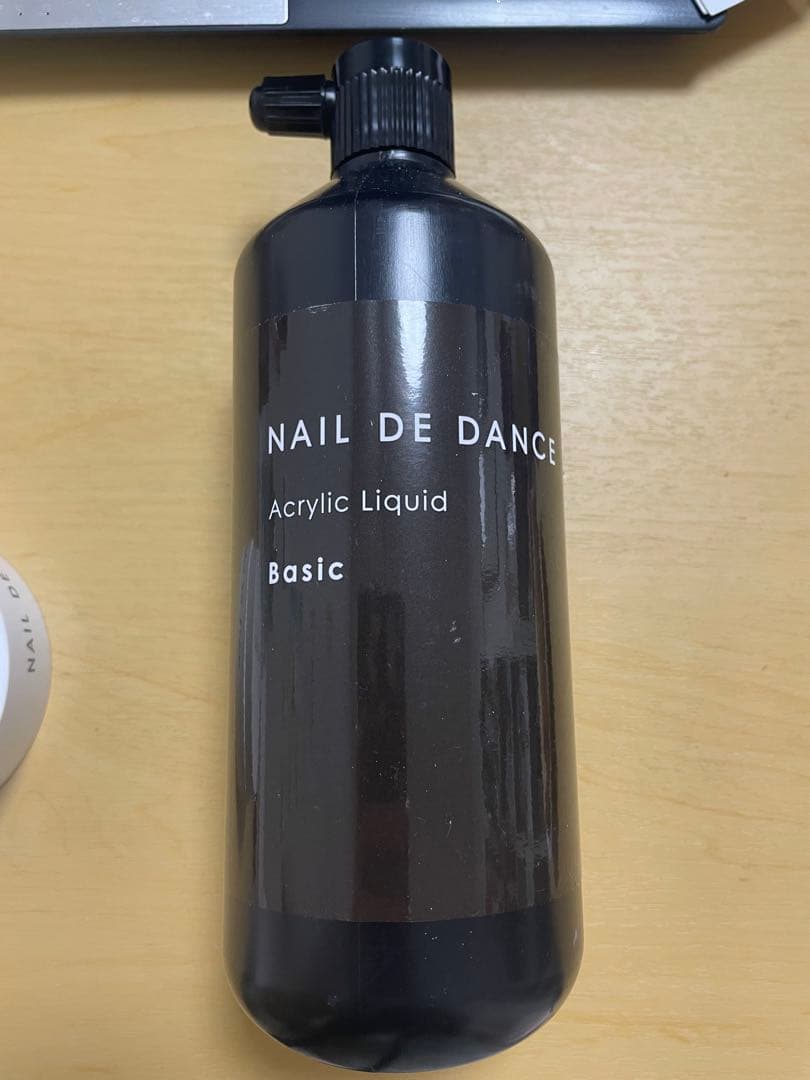 NAIL DE DANCE
Acrylic Liquid
Basic
NAIL DE